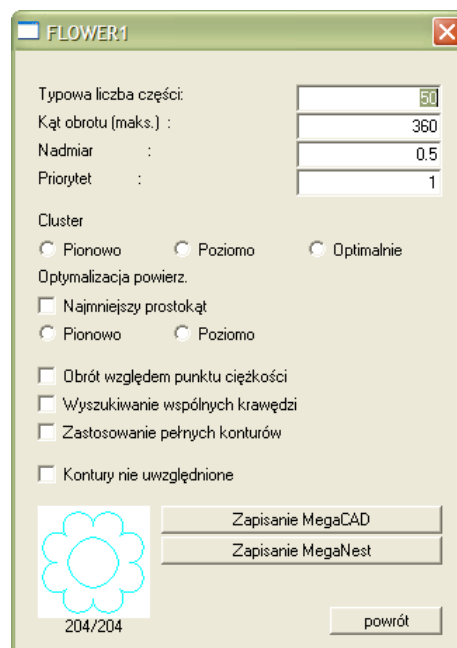 FLOWER1
Typowa liczba części: 50
Kąt obrotu (maks.) : 360
Nadmiar : 0.5
Priorytet : 1
Cluster
Pionowo Poziomo Optimalnie
Optymalizacja powierz.
Najmniejszy prostokąt
Pionowo Poziomo
Obrót względem punktu ciężkości
Wyszukiwanie wspólnych krawędzi
Zastosowanie pełnych konturów
Kontury nie uwzględnione
Zapisanie MegaCAD
Zapisanie MegaNest
204/204 powrót